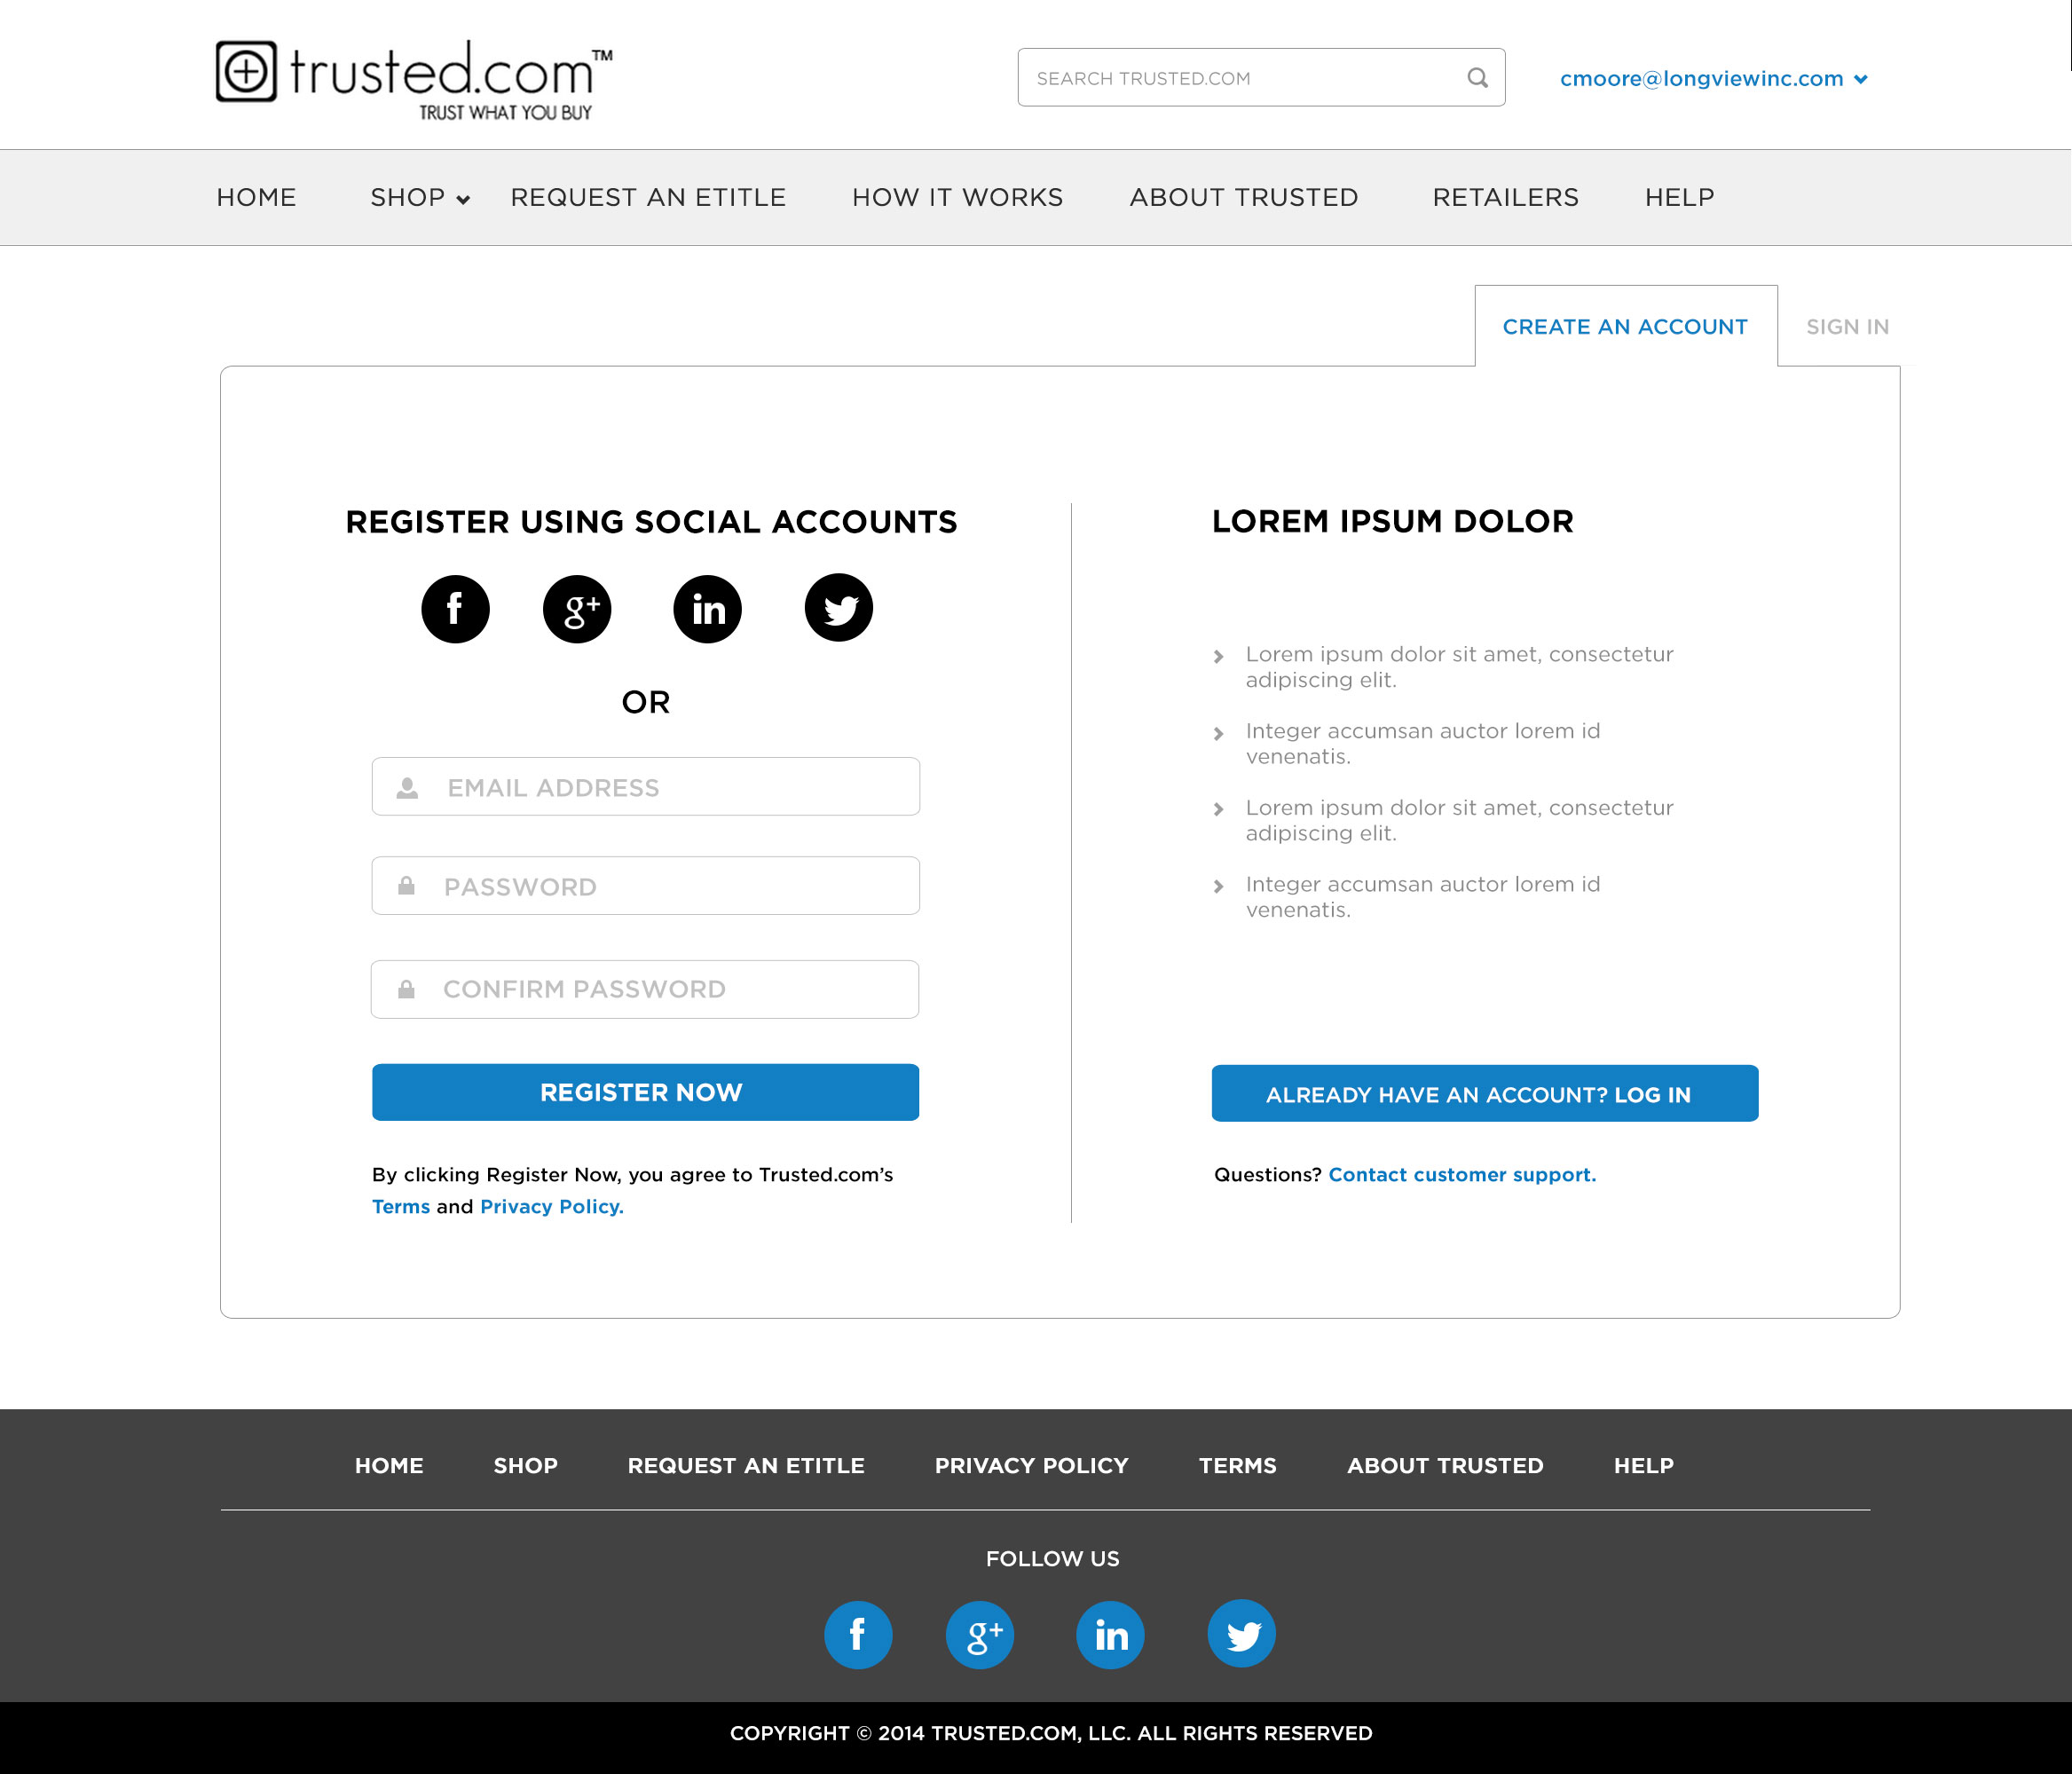 trusted.com™
TRUST WHAT YOU BUY
SEARCH TRUSTED.COM
cmoore@longviewinc.com
HOME SHOP REQUEST AN ETITLE HOW IT WORKS ABOUT TRUSTED RETAILERS HELP
CREATE AN ACCOUNT SIGN IN
REGISTER USING SOCIAL ACCOUNTS
f g+ in
OR
EMAIL ADDRESS
PASSWORD
CONFIRM PASSWORD
REGISTER NOW
By clicking Register Now, you agree to Trusted.com’s
Terms and Privacy Policy.
LOREM IPSUM DOLOR
Lorem ipsum dolor sit amet, consectetur
adipiscing elit.
Integer accumsan auctor lorem id
venenatis.
Lorem ipsum dolor sit amet, consectetur
adipiscing elit.
Integer accumsan auctor lorem id
venenatis.
ALREADY HAVE AN ACCOUNT? LOG IN
Questions? Contact customer support.
HOME SHOP REQUEST AN ETITLE PRIVACY POLICY TERMS ABOUT TRUSTED HELP
FOLLOW US
f g+ in
COPYRIGHT © 2014 TRUSTED.COM, LLC. ALL RIGHTS RESERVED